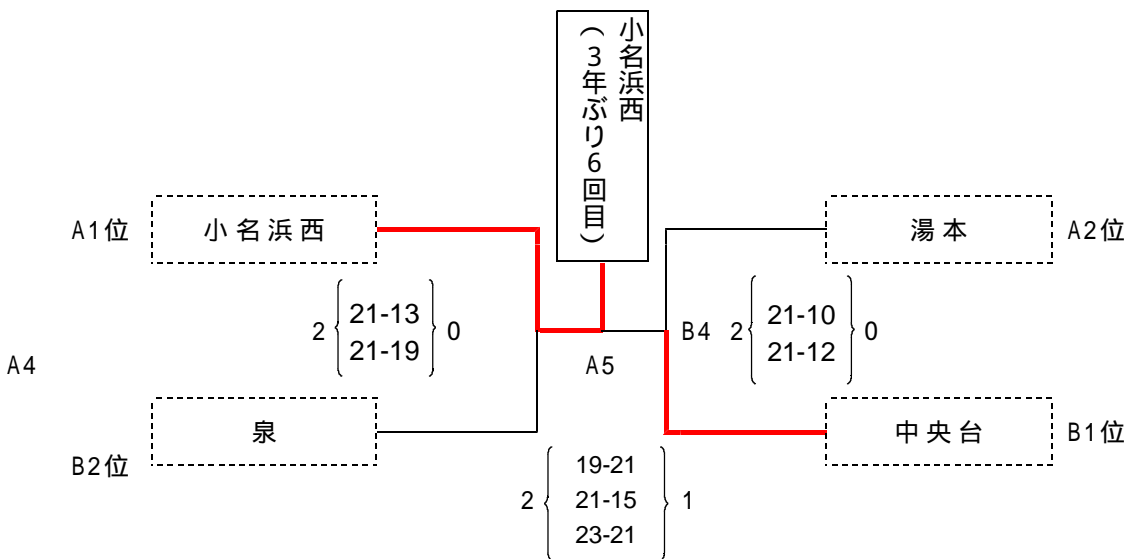 小名浜西
（3年ぶり6回目）
A1位
小名浜西
湯本
A2位
2
21-13
21-19
0
B4
2
21-10
21-12
0
A4
A5
泉
B2位
中央台
B1位
2
19-21
21-15
23-21
1